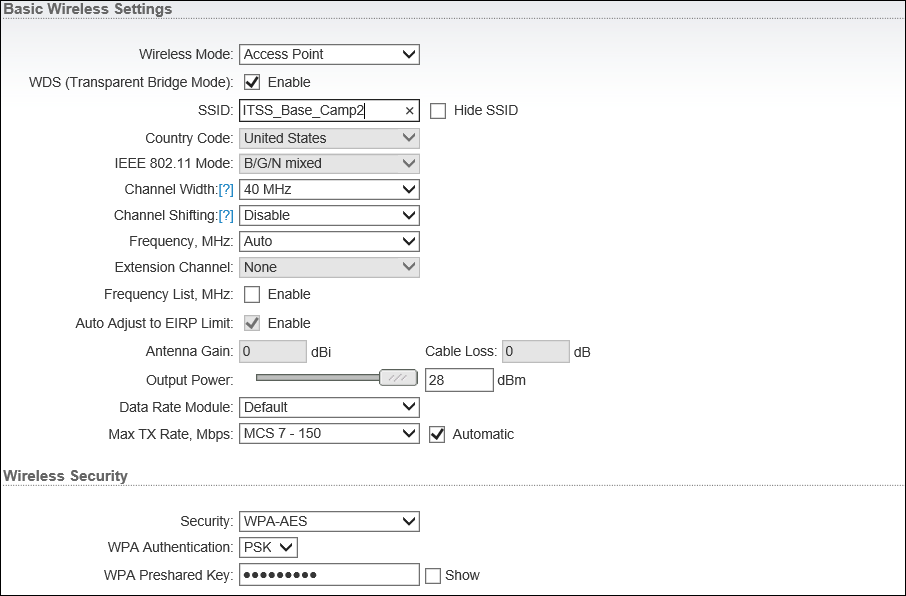 Basic Wireless Settings
Wireless Mode: Access Point
WDS (Transparent Bridge Mode): Enable
SSID: ITSS_Base_Camp2 × Hide SSID
Country Code: United States
IEEE 802.11 Mode: B/G/N mixed
Channel Width:[?] 40 MHz
Channel Shifting:[?] Disable
Frequency, MHz: Auto
Extension Channel: None
Frequency List, MHz: Enable
Auto Adjust to EIRP Limit: Enable
Antenna Gain: 0 dBi Cable Loss: 0 dB
Output Power: 28 dBm
Data Rate Module: Default
Max TX Rate, Mbps: MCS 7 - 150 Automatic
Wireless Security
Security: WPA-AES
WPA Authentication: PSK
WPA Preshared Key: ●●●●●●●●● Show